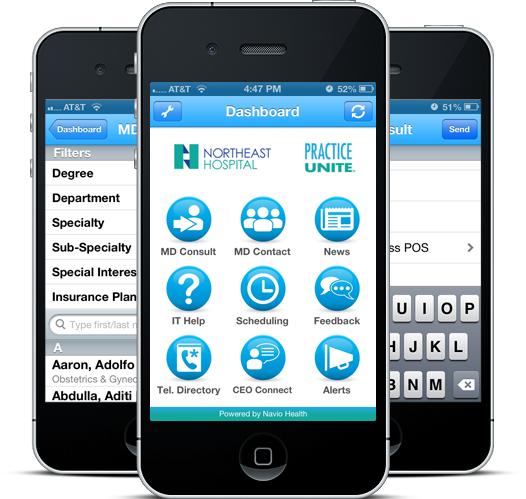 AT&T
4:47 PM
52%
Dashboard
NORTHEAST
HOSPITAL
PRACTICE
UNITE.
MD Consult
MD Contact
News
IT Help
Scheduling
Feedback
Tel. Directory
CEO Connect
Alerts
Powered by Navio Health
AT&T
Dashboard
MD
Filters
Degree
Department
Specialty
Sub-Specialty
Special Interes
Insurance Plan
Type first/last n
A
Aaron, Adolfo
Obstetrics & Gynec
Abdulla, Aditi
51%
sult
Send
ss POS
U I O P
H J K L
B N M